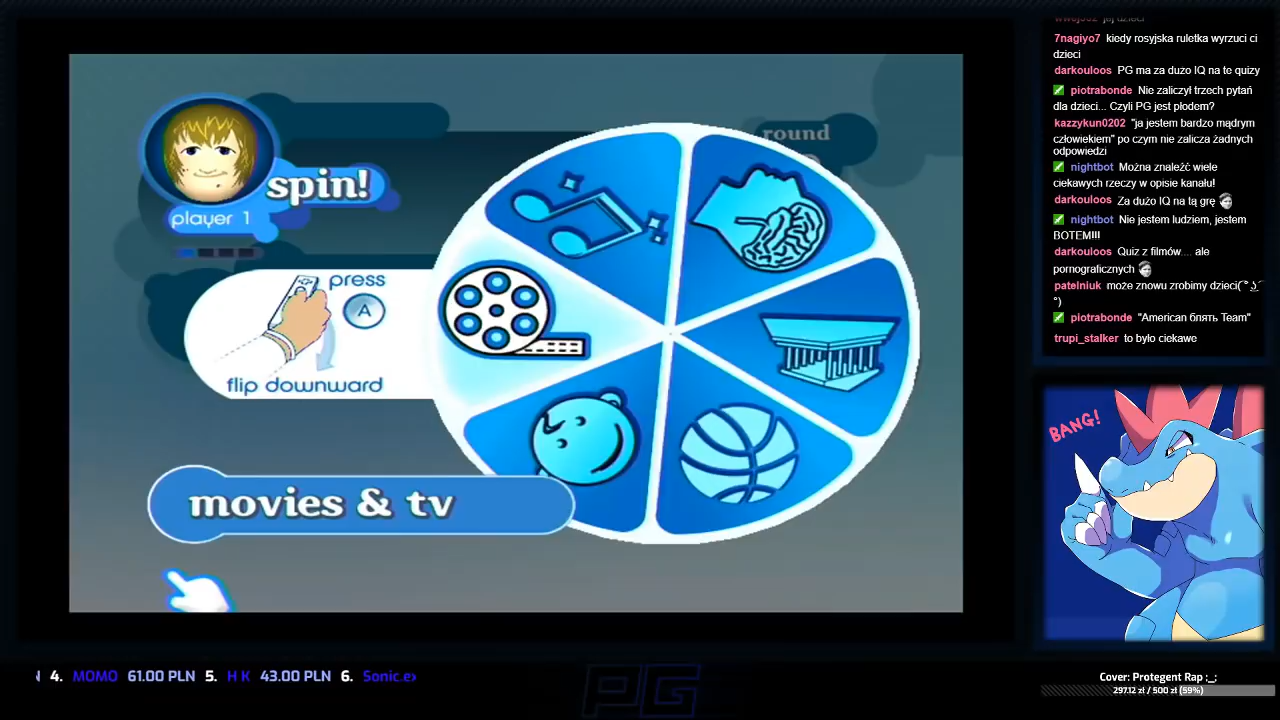 spin!
player 1
round
press
A
flip downward
movies & tv
jej dzieci
7nagiyo7 kiedy rosyjska ruletka wyrzuci ci
dzieci
darkouloos PG ma za dużo IQ na te quizy
piotrabonde Nie zaliczył trzech pytań
dla dzieci... Czyli PG jest płodem?
kazzykun0202 "ja jestem bardzo mądrym
człowiekiem" po czym nie zalicza żadnych
odpowiedzi
nightbot Można znaleźć wiele
ciekawych rzeczy w opisie kanału!
darkouloos Za dużo IQ na tą grę
nightbot Nie jestem ludziem, jestem
BOTEM!!!
darkouloos Quiz z filmów.... ale
pornograficznych
patelniuk może znowu zrobimy dzieci( ͡° ͜ʖ ͡°)
piotrabonde "American блять Team"
trupi_stalker to było ciekawe
BANG!
4. MOMO 61.00 PLN 5. H K 43.00 PLN 6. Sonic.ex
PG
Cover: Protegent Rap :_;
297.12 zł / 500 zł (59%)